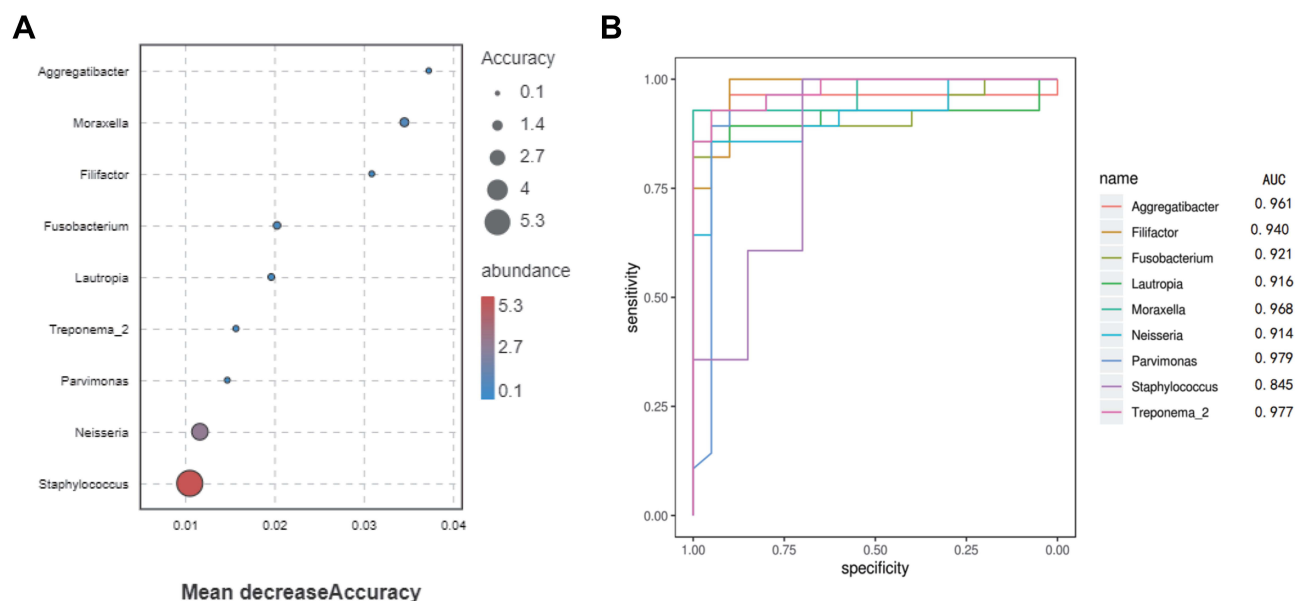 A
Aggregatibacter
Moraxella
Filifactor
Fusobacterium
Lautropia
Treponema_2
Parvimonas
Neisseria
Staphylococcus
0.01 0.02 0.03 0.04
Mean decreaseAccuracy
Accuracy
0.1
1.4
2.7
4
5.3
abundance
5.3
2.7
0.1
B
sensitivity
1.00
0.75
0.50
0.25
0.00
1.00 0.75 0.50 0.25 0.00
specificity
name AUC
Aggregatibacter 0.961
Filifactor 0.940
Fusobacterium 0.921
Lautropia 0.916
Moraxella 0.968
Neisseria 0.914
Parvimonas 0.979
Staphylococcus 0.845
Treponema_2 0.977